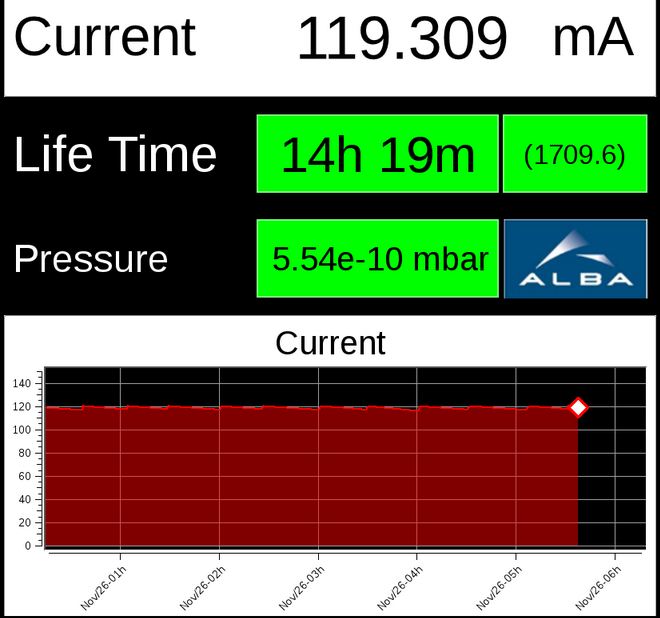 Current 119.309 mA
Life Time 14h 19m (1709.6)
Pressure 5.54e-10 mbar ALBA
Current
140
120
100
80
60
40
20
0
Nov/26-01h Nov/26-02h Nov/26-03h Nov/26-04h Nov/26-05h Nov/26-06h